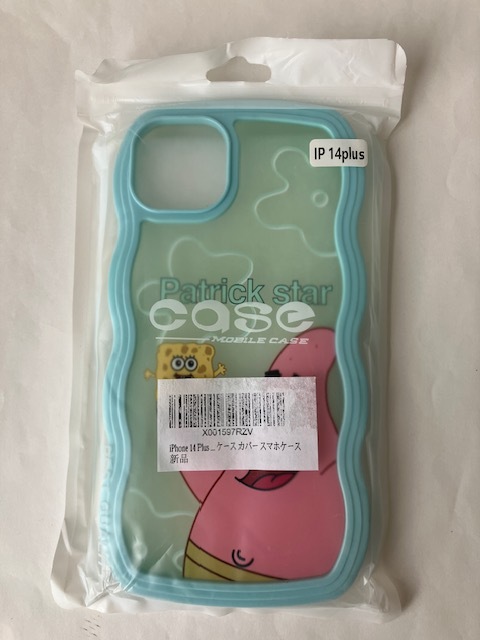 IP 14plus
Patrick star
case
MOBILE CASE
X001597RZV
iPhone 14 Plus ... ケース カバー スマホケース
新品